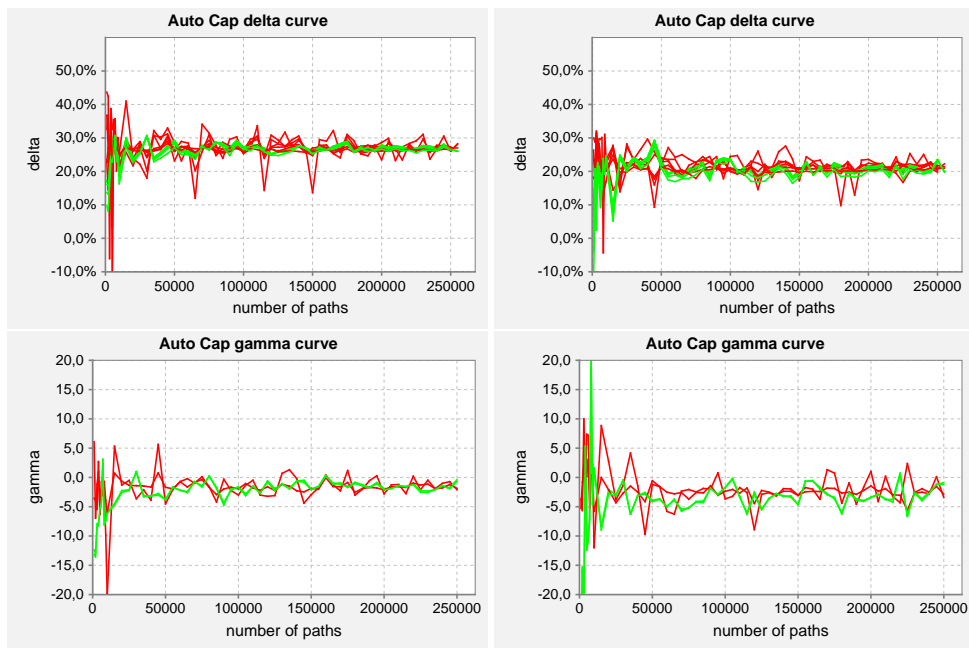 Auto Cap delta curve
50,0%
40,0%
30,0%
20,0%
10,0%
0,0%
-10,0%
delta
0 50000 100000 150000 200000 250000
number of paths
Auto Cap delta curve
50,0%
40,0%
30,0%
20,0%
10,0%
0,0%
-10,0%
delta
0 50000 100000 150000 200000 250000
number of paths
Auto Cap gamma curve
20,0
15,0
10,0
5,0
0,0
-5,0
-10,0
-15,0
-20,0
gamma
0 50000 100000 150000 200000 250000
number of paths
Auto Cap gamma curve
20,0
15,0
10,0
5,0
0,0
-5,0
-10,0
-15,0
-20,0
gamma
0 50000 100000 150000 200000 250000
number of paths